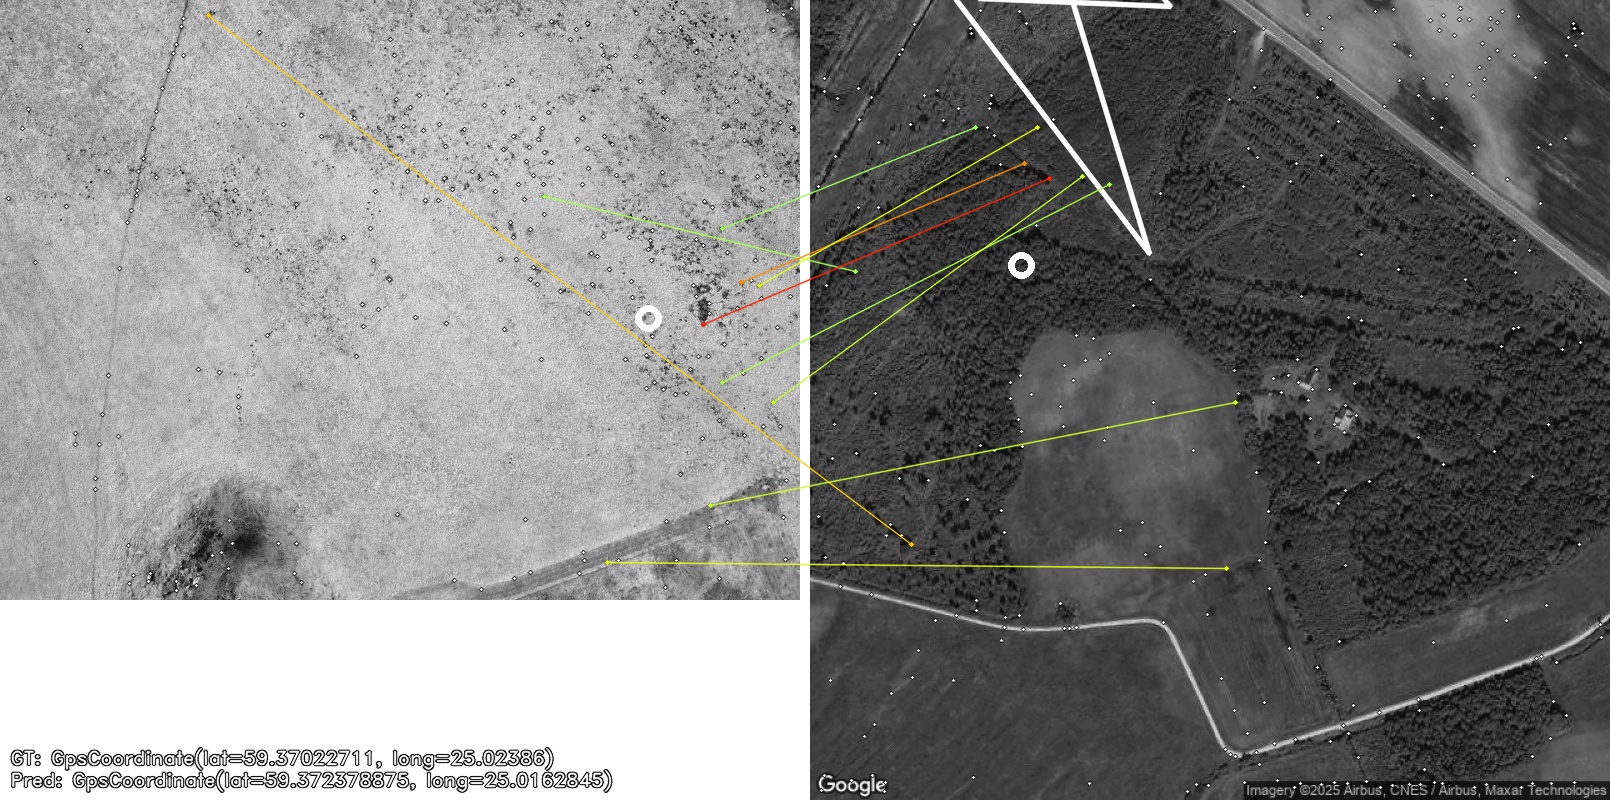 GT: GpsCoordinate(lat=59.37022711, long=25.02386)
Pred: GpsCoordinate(lat=59.372378875, long=25.0162845)
Google
Imagery ©2025 Airbus, CNES / Airbus, Maxar Technologies